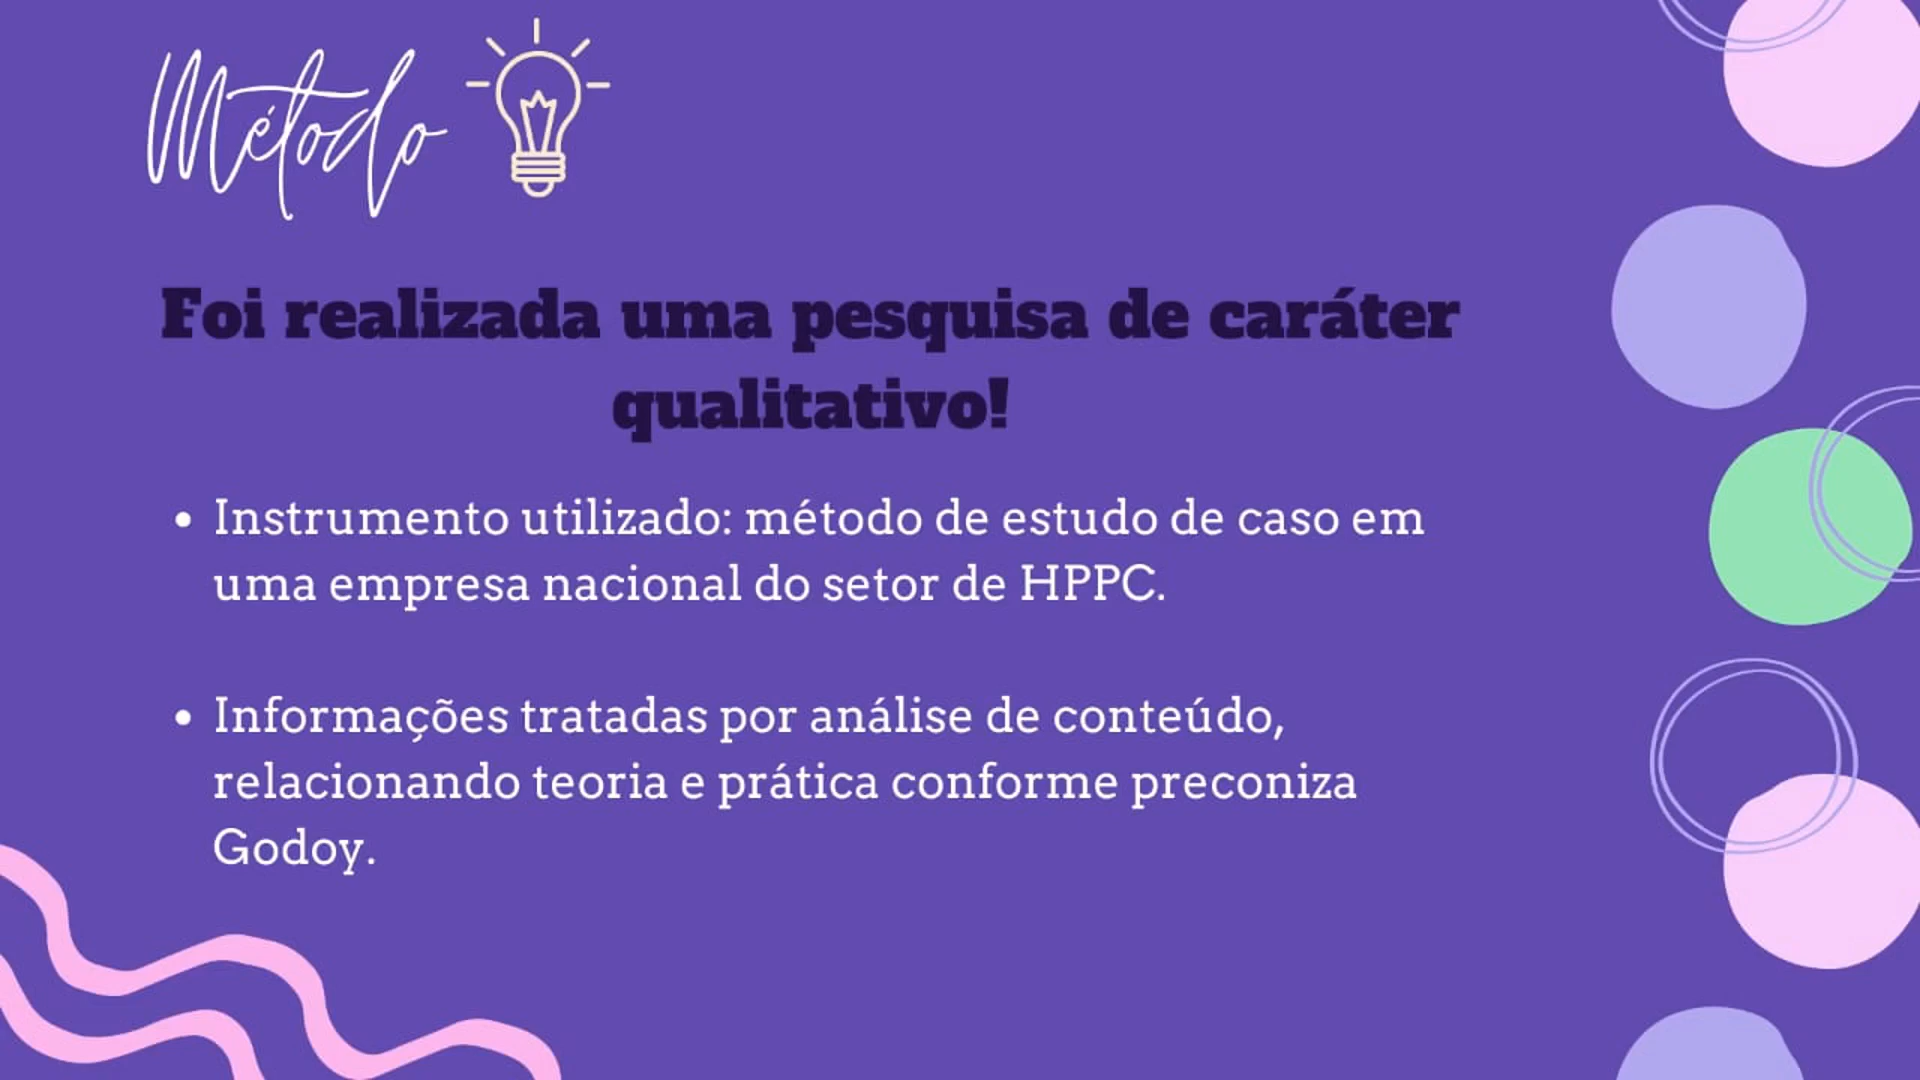 Método
Foi realizada uma pesquisa de caráter
qualitativo!
• Instrumento utilizado: método de estudo de caso em
uma empresa nacional do setor de HPPC.
• Informações tratadas por análise de conteúdo,
relacionando teoria e prática conforme preconiza
Godoy.